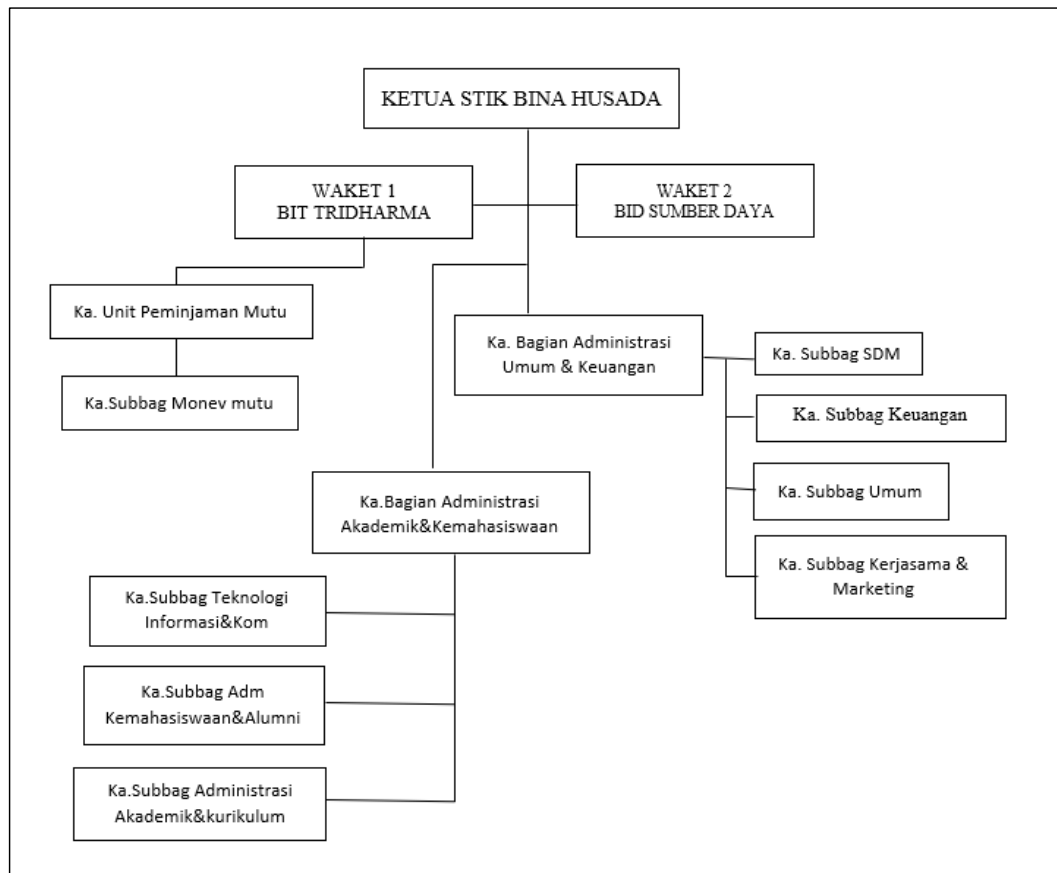 KETUA STIK BINA HUSADA
WAKET 1
BIT TRIDHARMA
WAKET 2
BID SUMBER DAYA
Ka. Unit Peminjaman Mutu
Ka.Subbag Monev mutu
Ka. Bagian Administrasi
Umum & Keuangan
Ka. Subbag SDM
Ka. Subbag Keuangan
Ka. Subbag Umum
Ka. Subbag Kerjasama &
Marketing
Ka.Bagian Administrasi
Akademik&Kemahasiswaan
Ka.Subbag Teknologi
Informasi&Kom
Ka.Subbag Adm
Kemahasiswaan&Alumni
Ka.Subbag Administrasi
Akademik&kurikulum